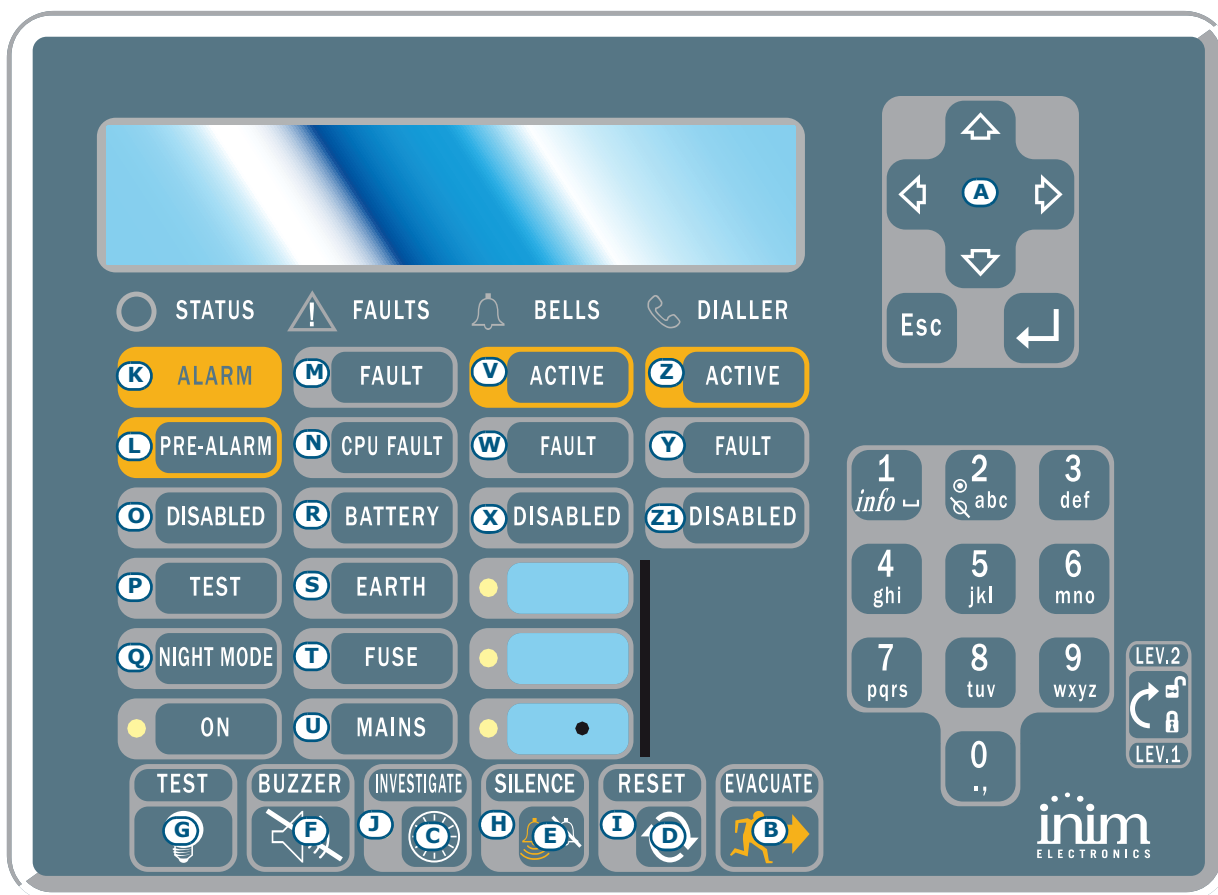 A
STATUS FAULTS BELLS DIALLER
Esc
K ALARM M FAULT V ACTIVE Z ACTIVE
L PRE-ALARM N CPU FAULT W FAULT Y FAULT
O DISABLED R BATTERY X DISABLED Z1 DISABLED
P TEST S EARTH
Q NIGHT MODE T FUSE
ON U MAINS
1 2 3
info abc def
4 5 6
ghi jkl mno
7 8 9
pqrs tuv wxyz
0
.,
LEV.2
LEV.1
TEST BUZZER INVESTIGATE SILENCE RESET EVACUATE
G F J C H E I D B
inim
ELECTRONICS